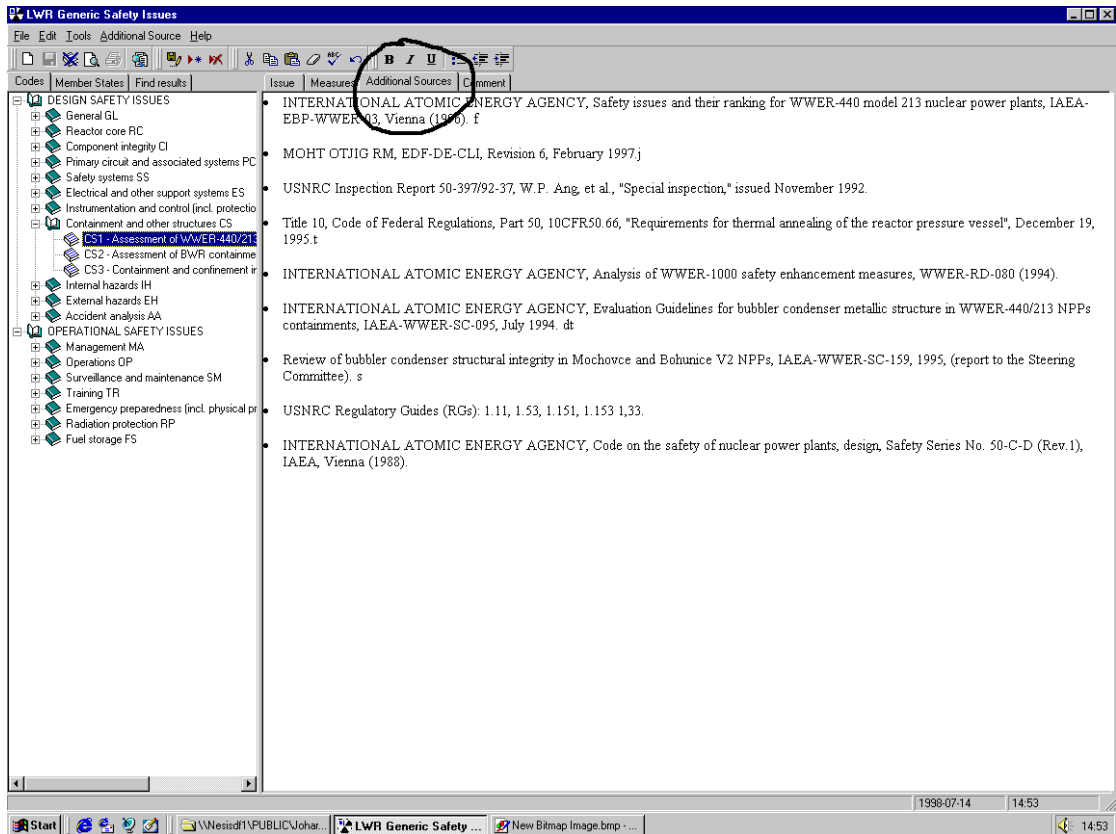 LWR Generic Safety Issues
File Edit Tools Additional Source Help
B I U
Codes Member States Find results
Issue Measures Additional Sources Comment
DESIGN SAFETY ISSUES
General GL
Reactor core RC
Component integrity CI
Primary circuit and associated systems PC
Safety systems SS
Electrical and other support systems ES
Instrumentation and control (incl. protectio
Containment and other structures CS
CS1 - Assessment of WWER-440/213
CS2 - Assessment of BWR containme
CS3 - Containment and confinement ir
Internal hazards IH
External hazards EH
Accident analysis AA
OPERATIONAL SAFETY ISSUES
Management MA
Operations OP
Surveillance and maintenance SM
Training TR
Emergency preparedness (incl. physical pr
Radiation protection RP
Fuel storage FS
INTERNATIONAL ATOMIC ENERGY AGENCY, Safety issues and their ranking for WWER-440 model 213 nuclear power plants, IAEA-
EBP-WWER-03, Vienna (1996). f
MOHT OTJIG RM, EDF-DE-CLI, Revision 6, February 1997.j
USNRC Inspection Report 50-397/92-37, W.P. Ang, et al., "Special inspection," issued November 1992.
Title 10, Code of Federal Regulations, Part 50, 10CFR50.66, "Requirements for thermal annealing of the reactor pressure vessel", December 19,
1995.t
INTERNATIONAL ATOMIC ENERGY AGENCY, Analysis of WWER-1000 safety enhancement measures, WWER-RD-080 (1994).
INTERNATIONAL ATOMIC ENERGY AGENCY, Evaluation Guidelines for bubbler condenser metallic structure in WWER-440/213 NPPs
containments, IAEA-WWER-SC-095, July 1994. dt
Review of bubbler condenser structural integrity in Mochovce and Bohunice V2 NPPs, IAEA-WWER-SC-159, 1995, (report to the Steering
Committee). s
USNRC Regulatory Guides (RGs): 1.11, 1.53, 1.151, 1.153 1,33.
INTERNATIONAL ATOMIC ENERGY AGENCY, Code on the safety of nuclear power plants, design, Safety Series No. 50-C-D (Rev.1),
IAEA, Vienna (1988).
1998-07-14 14:53
Start \\Nesisdf1\PUBLIC\Johar... LWR Generic Safety ... New Bitmap Image.bmp - ... 14:53